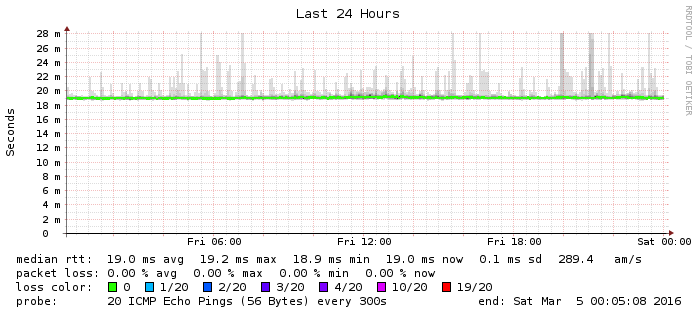 Last 24 Hours
RRDTOOL / TOBI OETIKER
Seconds
28 m
26 m
24 m
22 m
20 m
18 m
16 m
14 m
12 m
10 m
8 m
6 m
4 m
2 m
0
Fri 06:00 Fri 12:00 Fri 18:00 Sat 00:00
median rtt: 19.0 ms avg 19.2 ms max 18.9 ms min 19.0 ms now 0.1 ms sd 289.4 am/s
packet loss: 0.00 % avg 0.00 % max 0.00 % min 0.00 % now
loss color: 0 1/20 2/20 3/20 4/20 10/20 19/20
probe: 20 ICMP Echo Pings (56 Bytes) every 300s end: Sat Mar 5 00:05:08 2016